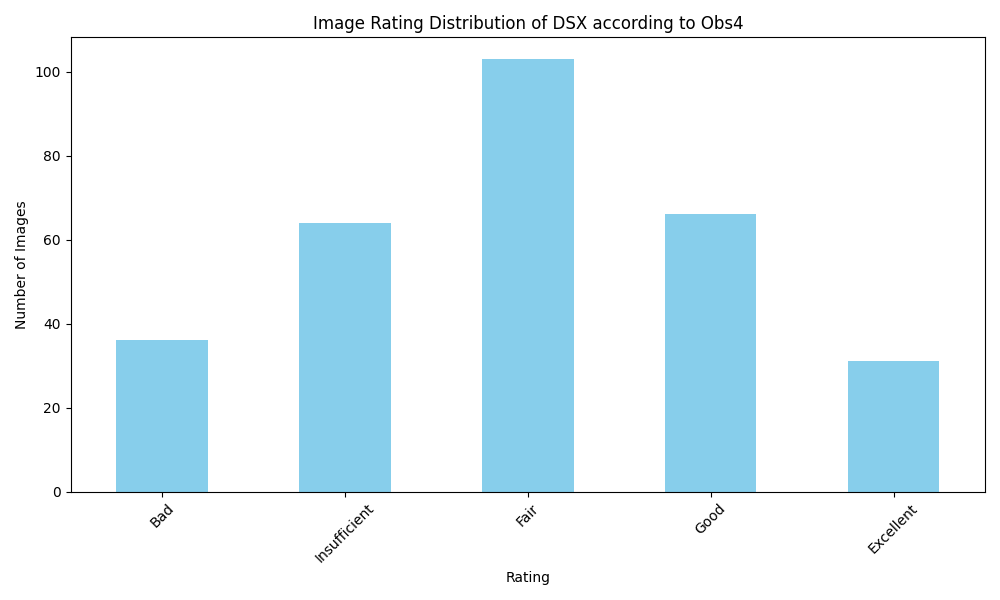 Image Rating Distribution of DSX according to Obs4
Number of Images
100
80
60
40
20
0
Bad
Insufficient
Fair
Good
Excellent
Rating